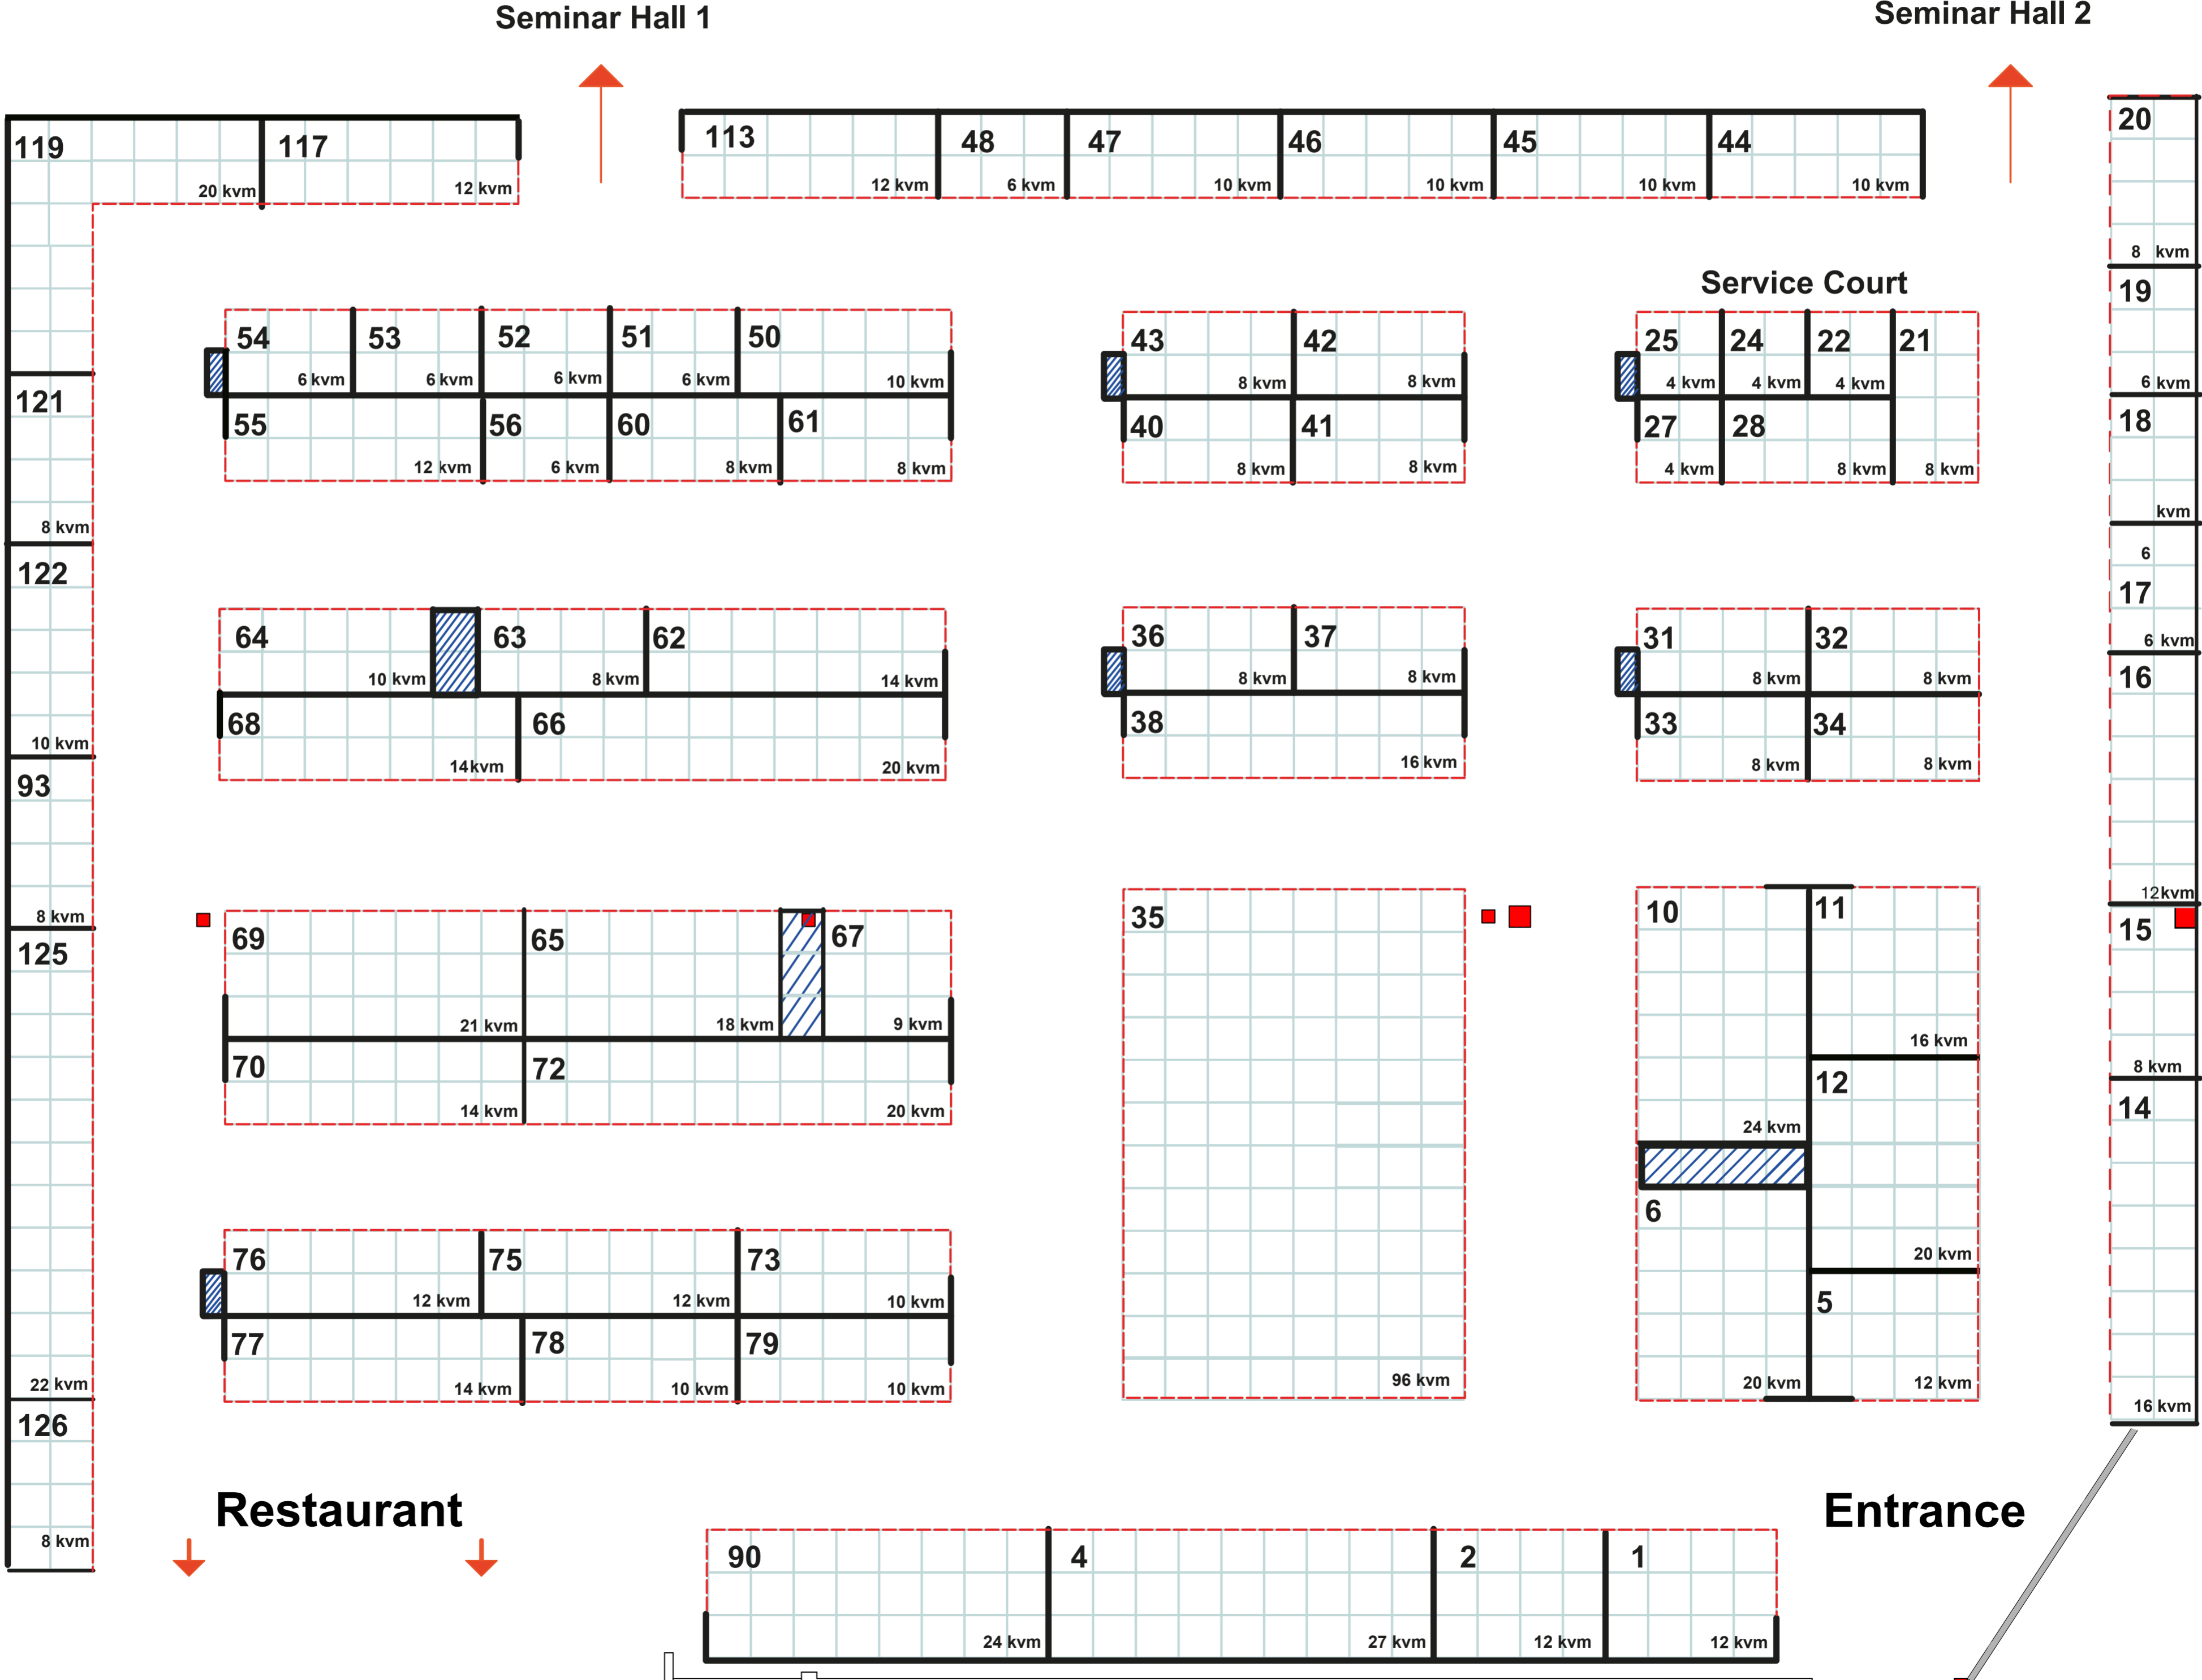 Seminar Hall 1
Seminar Hall 2
119
20 kvm
117
12 kvm
113
12 kvm
48
6 kvm
47
10 kvm
46
10 kvm
45
10 kvm
44
10 kvm
20
8 kvm
19
6 kvm
18
kvm
6
17
6 kvm
16
12kvm
15
8 kvm
14
16 kvm
121
8 kvm
122
10 kvm
93
8 kvm
125
22 kvm
126
8 kvm
54
6 kvm
53
6 kvm
52
6 kvm
51
6 kvm
50
10 kvm
55
12 kvm
56
6 kvm
60
8 kvm
61
8 kvm
43
8 kvm
42
8 kvm
40
8 kvm
41
8 kvm
Service Court
25
4 kvm
24
4 kvm
22
4 kvm
21
8 kvm
27
4 kvm
28
8 kvm
64
10 kvm
63
8 kvm
62
14 kvm
68
14kvm
66
20 kvm
36
8 kvm
37
8 kvm
38
16 kvm
31
8 kvm
32
8 kvm
33
8 kvm
34
8 kvm
69
21 kvm
65
18 kvm
67
9 kvm
70
14 kvm
72
20 kvm
35
96 kvm
10
24 kvm
11
16 kvm
12
20 kvm
6
20 kvm
5
12 kvm
76
12 kvm
75
12 kvm
73
10 kvm
77
14 kvm
78
10 kvm
79
10 kvm
Restaurant
Entrance
90
24 kvm
4
27 kvm
2
12 kvm
1
12 kvm